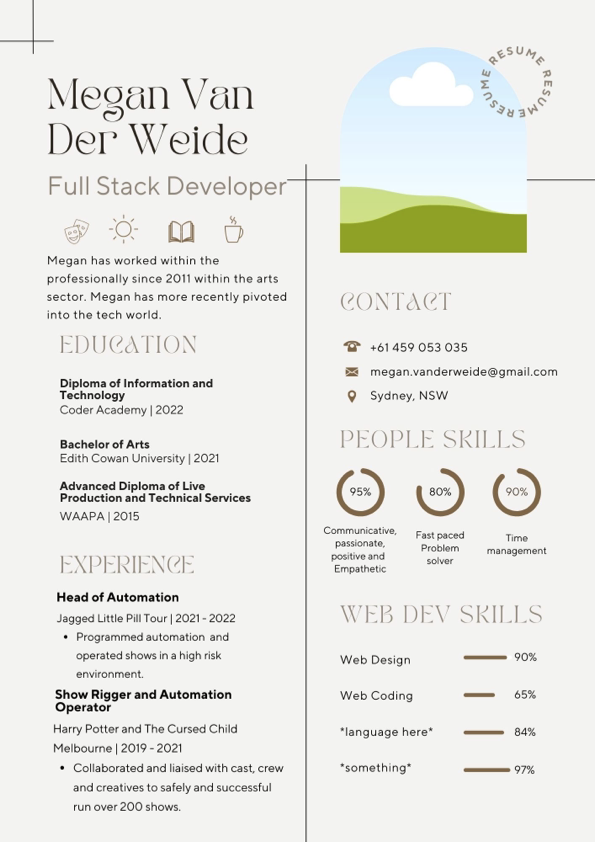 Megan Van
Der Weide
Full Stack Developer
RESUME RESUME RESUME
Megan has worked within the
professionally since 2011 within the arts
sector. Megan has more recently pivoted
into the tech world.
EDUCATION
Diploma of Information and
Technology
Coder Academy | 2022
Bachelor of Arts
Edith Cowan University | 2021
Advanced Diploma of Live
Production and Technical Services
WAAPA | 2015
EXPERIENCE
Head of Automation
Jagged Little Pill Tour | 2021 - 2022
• Programmed automation and
operated shows in a high risk
environment.
Show Rigger and Automation
Operator
Harry Potter and The Cursed Child
Melbourne | 2019 - 2021
• Collaborated and liaised with cast, crew
and creatives to safely and successful
run over 200 shows.
CONTACT
+61 459 053 035
megan.vanderweide@gmail.com
Sydney, NSW
PEOPLE SKILLS
95%
Communicative,
passionate,
positive and
Empathetic
80%
Fast paced
Problem
solver
90%
Time
management
WEB DEV SKILLS
Web Design 90%
Web Coding 65%
*language here* 84%
*something* 97%